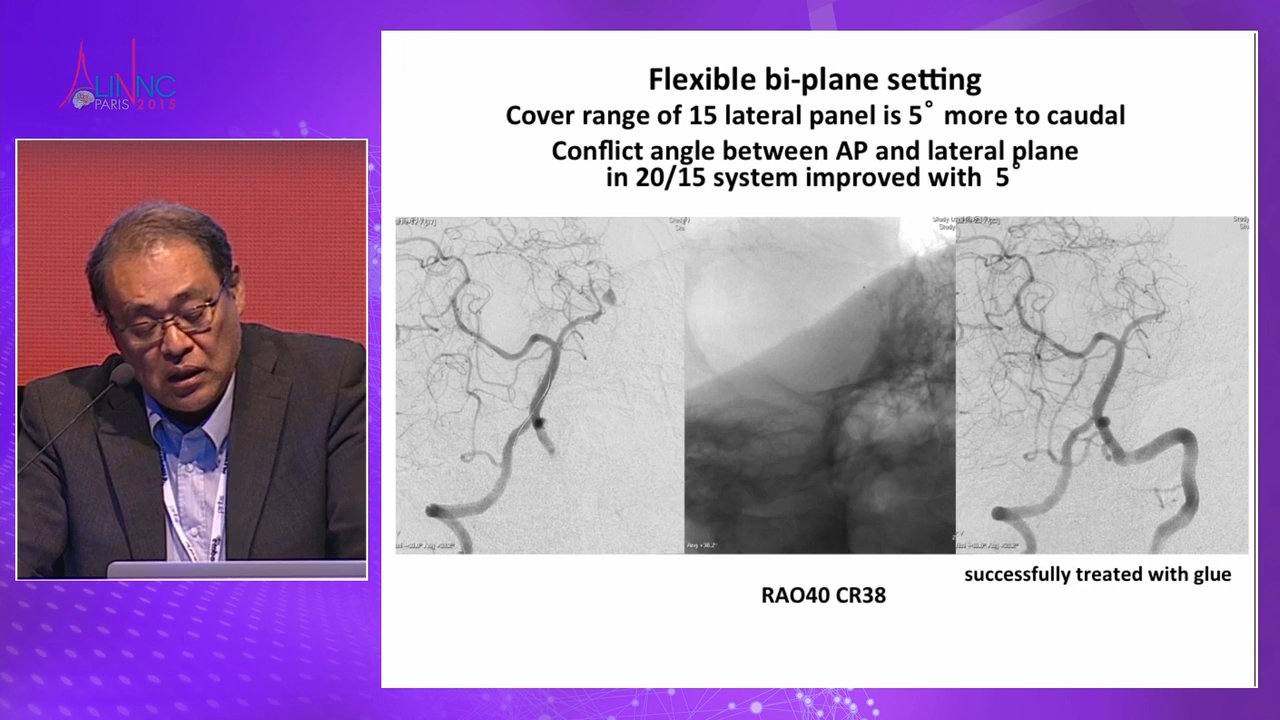 LINNC
PARIS 2015
Flexible bi-plane setting
Cover range of 15 lateral panel is 5° more to caudal
Conflict angle between AP and lateral plane
in 20/15 system improved with 5°
successfully treated with glue
RAO40 CR38